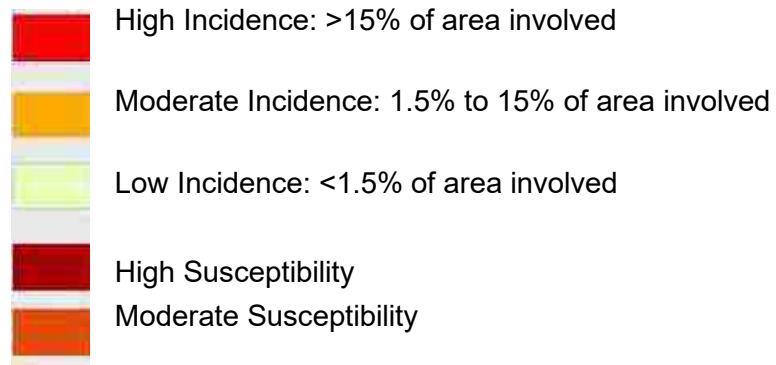 High Incidence: >15% of area involved
Moderate Incidence: 1.5% to 15% of area involved
Low Incidence: <1.5% of area involved
High Susceptibility
Moderate Susceptibility